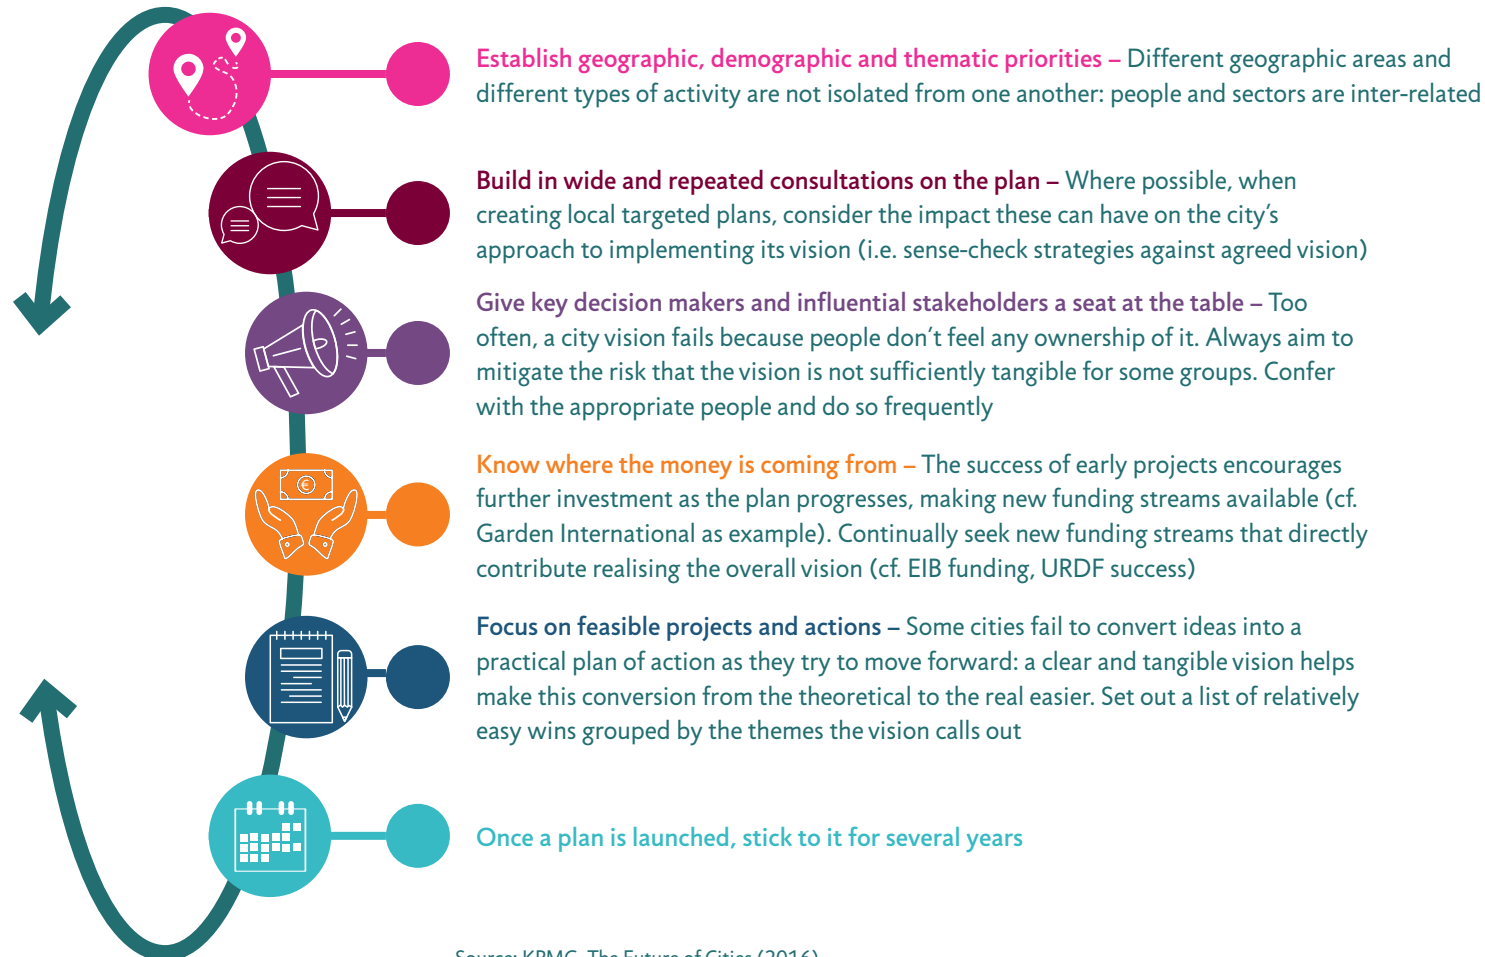 Establish geographic, demographic and thematic priorities – Different geographic areas and
different types of activity are not isolated from one another: people and sectors are inter-related
Build in wide and repeated consultations on the plan – Where possible, when
creating local targeted plans, consider the impact these can have on the city’s
approach to implementing its vision (i.e. sense-check strategies against agreed vision)
Give key decision makers and influential stakeholders a seat at the table – Too
often, a city vision fails because people don’t feel any ownership of it. Always aim to
mitigate the risk that the vision is not sufficiently tangible for some groups. Confer
with the appropriate people and do so frequently
Know where the money is coming from – The success of early projects encourages
further investment as the plan progresses, making new funding streams available (cf.
Garden International as example). Continually seek new funding streams that directly
contribute realising the overall vision (cf. EIB funding, URDF success)
€
Focus on feasible projects and actions – Some cities fail to convert ideas into a
practical plan of action as they try to move forward: a clear and tangible vision helps
make this conversion from the theoretical to the real easier. Set out a list of relatively
easy wins grouped by the themes the vision calls out
Once a plan is launched, stick to it for several years
Source: KPMG, The Future of Cities (2016)